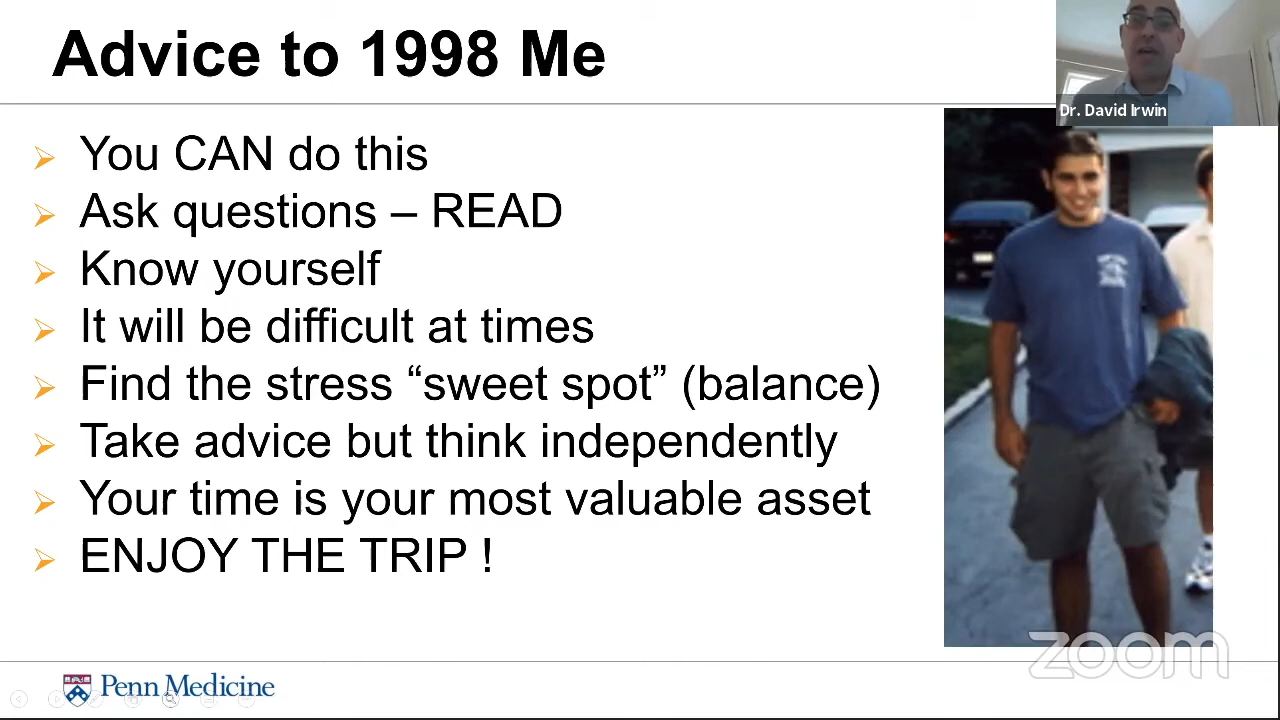 Advice to 1998 Me
Dr. David Irwin
You CAN do this
Ask questions – READ
Know yourself
It will be difficult at times
Find the stress “sweet spot” (balance)
Take advice but think independently
Your time is your most valuable asset
ENJOY THE TRIP !
zoom
Penn Medicine